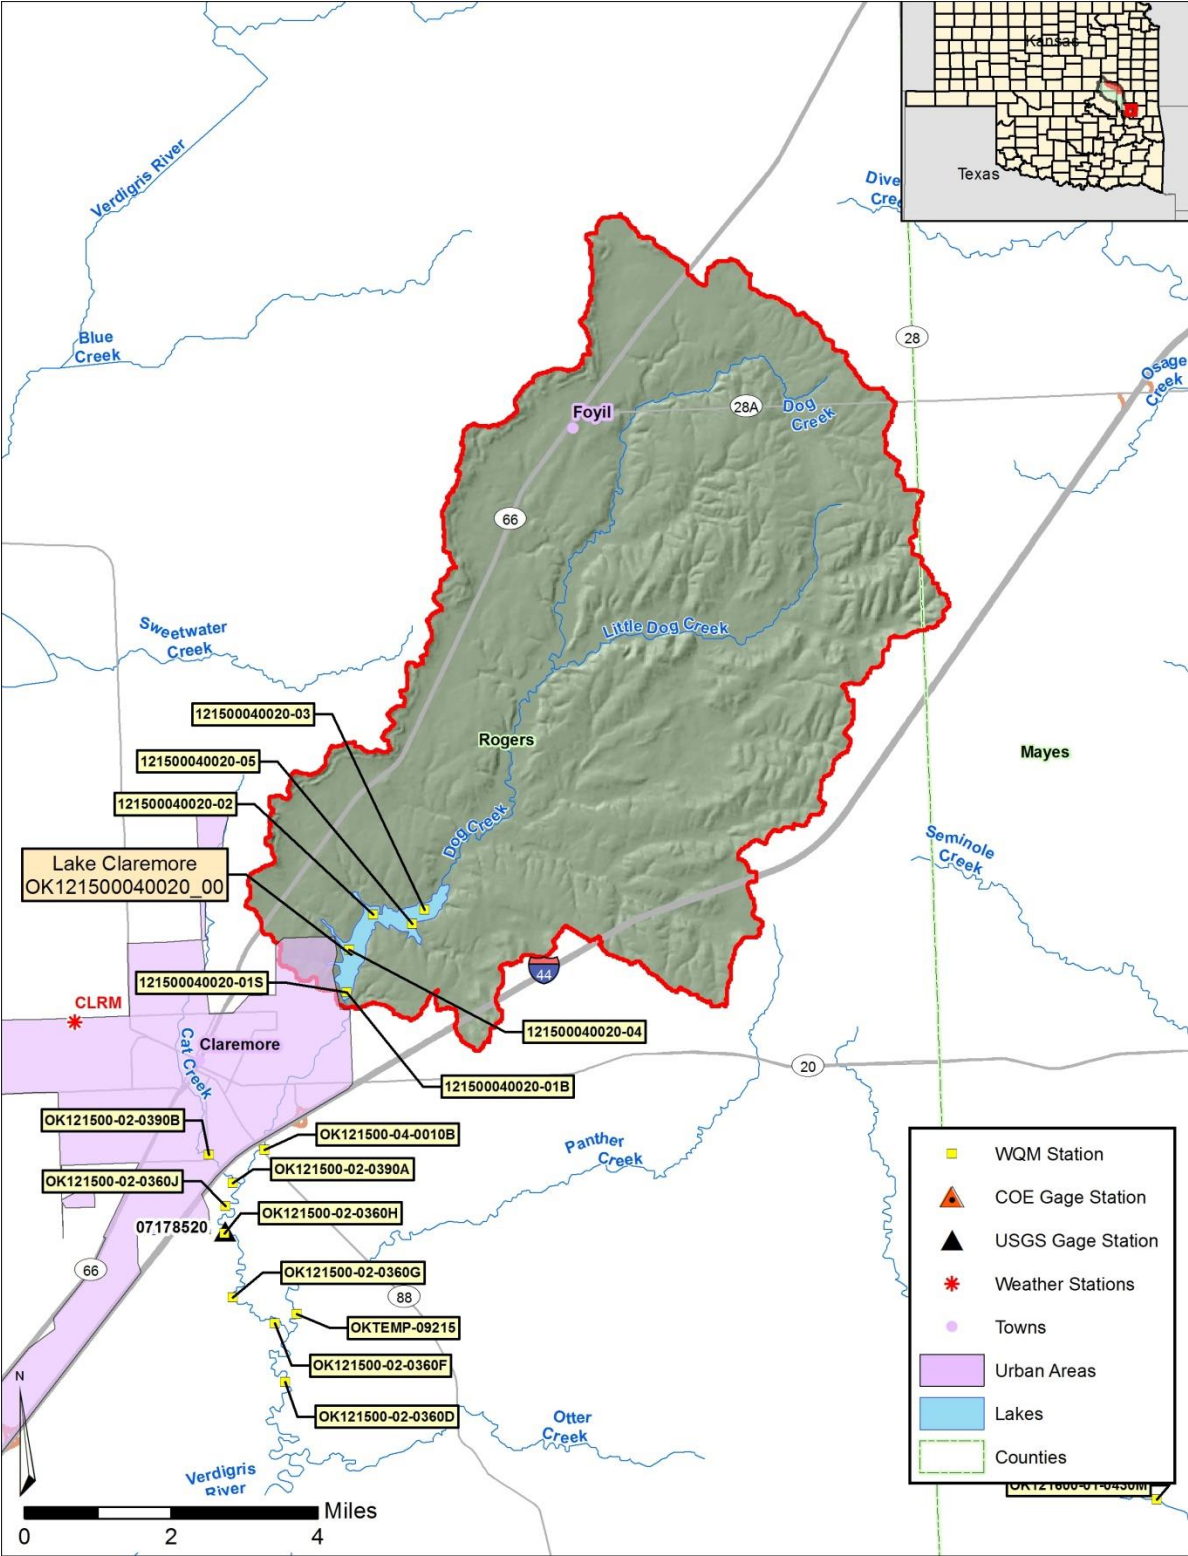 Kansas
Texas
Verdigris River
Dive
Cree
Blue
Creek
28
Osage
Creek
Foyil
28A
Dog
Creek
66
Sweetwater
Creek
Little Dog Creek
121500040020-03
Rogers
Mayes
121500040020-05
121500040020-02
Dog Creek
Seminole
Creek
Lake Claremore
OK121500040020_00
44
121500040020-01S
CLRM
121500040020-04
Claremore
Cat Creek
20
121500040020-01B
OK121500-02-0390B
OK121500-04-0010B
Panther
Creek
OK121500-02-0390A
OK121500-02-0360J
OK121500-02-0360H
07178520
66
OK121500-02-0360G
88
OKTEMP-09215
OK121500-02-0360F
OK121500-02-0360D
Otter
Creek
Verdigris
River
WQM Station
COE Gage Station
USGS Gage Station
Weather Stations
Towns
Urban Areas
Lakes
Counties
OK121600-01-0430M
N
Miles
0 2 4